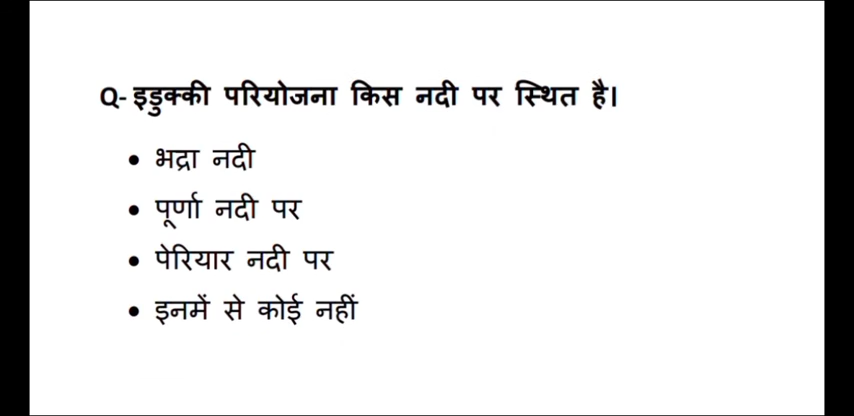 Q- इडुक्की परियोजना किस नदी पर स्थित है।
• भद्रा नदी
• पूर्णा नदी पर
• पेरियार नदी पर
• इनमें से कोई नहीं